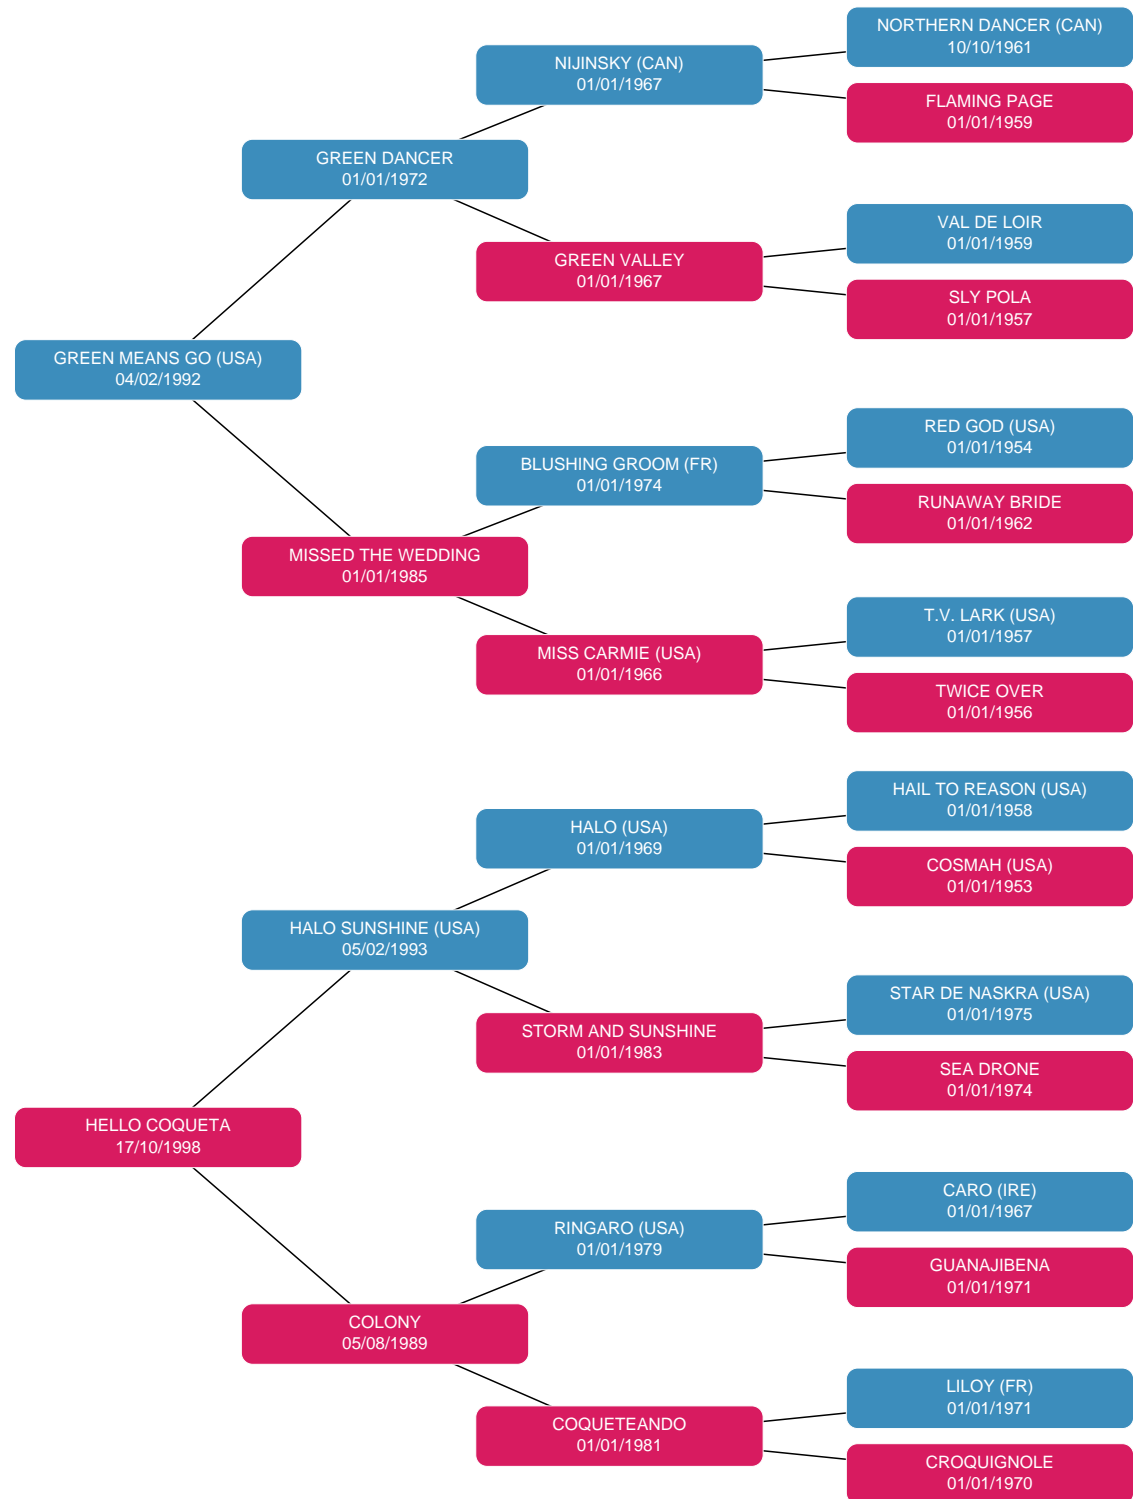 NORTHERN DANCER (CAN)
10/10/1961
NIJINSKY (CAN)
01/01/1967
FLAMING PAGE
01/01/1959
GREEN DANCER
01/01/1972
VAL DE LOIR
01/01/1959
GREEN VALLEY
01/01/1967
SLY POLA
01/01/1957
GREEN MEANS GO (USA)
04/02/1992
RED GOD (USA)
01/01/1954
BLUSHING GROOM (FR)
01/01/1974
RUNAWAY BRIDE
01/01/1962
MISSED THE WEDDING
01/01/1985
T.V. LARK (USA)
01/01/1957
MISS CARMIE (USA)
01/01/1966
TWICE OVER
01/01/1956
HAIL TO REASON (USA)
01/01/1958
HALO (USA)
01/01/1969
COSMAH (USA)
01/01/1953
HALO SUNSHINE (USA)
05/02/1993
STAR DE NASKRA (USA)
01/01/1975
STORM AND SUNSHINE
01/01/1983
SEA DRONE
01/01/1974
HELLO COQUETA
17/10/1998
CARO (IRE)
01/01/1967
RINGARO (USA)
01/01/1979
GUANAJIBENA
01/01/1971
COLONY
05/08/1989
LILOY (FR)
01/01/1971
COQUETEANDO
01/01/1981
CROQUIGNOLE
01/01/1970